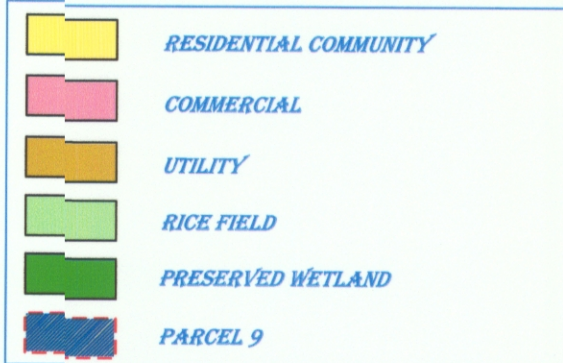 RESIDENTIAL COMMUNITY
COMMERCIAL
UTILITY
RICE FIELD
PRESERVED WETLAND
PARCEL 9